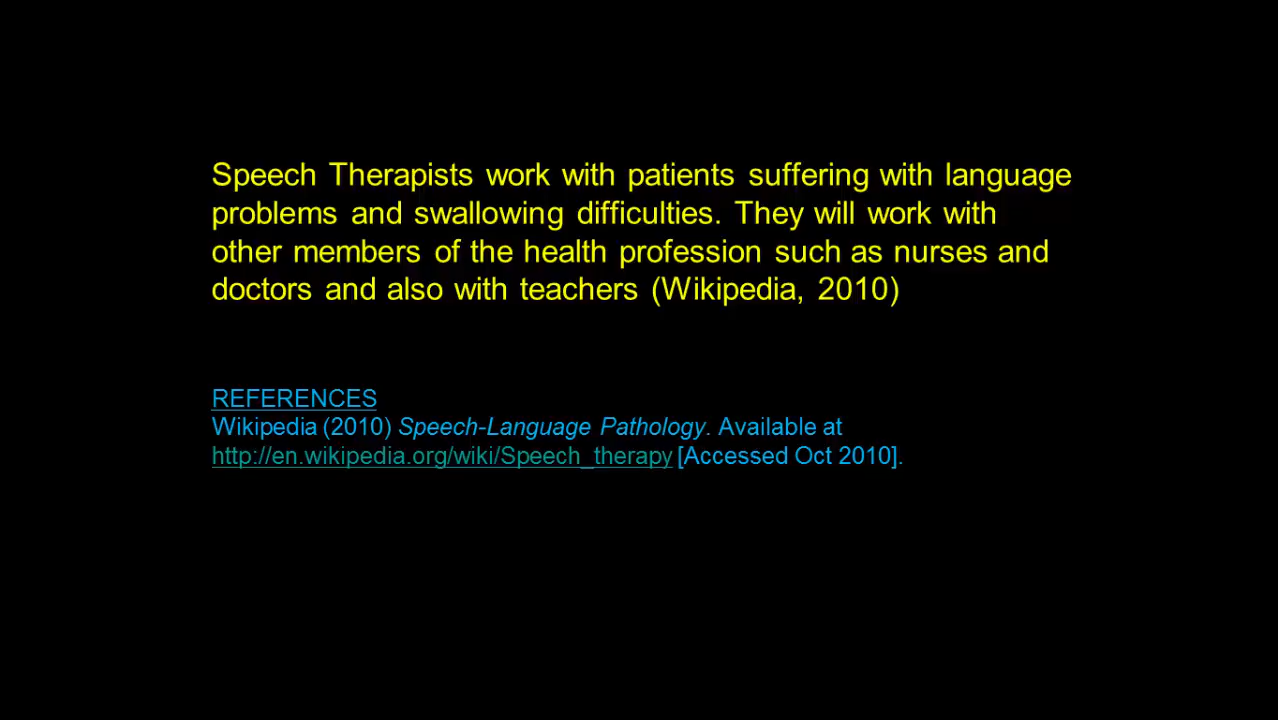 Speech Therapists work with patients suffering with language
problems and swallowing difficulties. They will work with
other members of the health profession such as nurses and
doctors and also with teachers (Wikipedia, 2010)
REFERENCES
Wikipedia (2010) Speech-Language Pathology. Available at
http://en.wikipedia.org/wiki/Speech_therapy [Accessed Oct 2010].